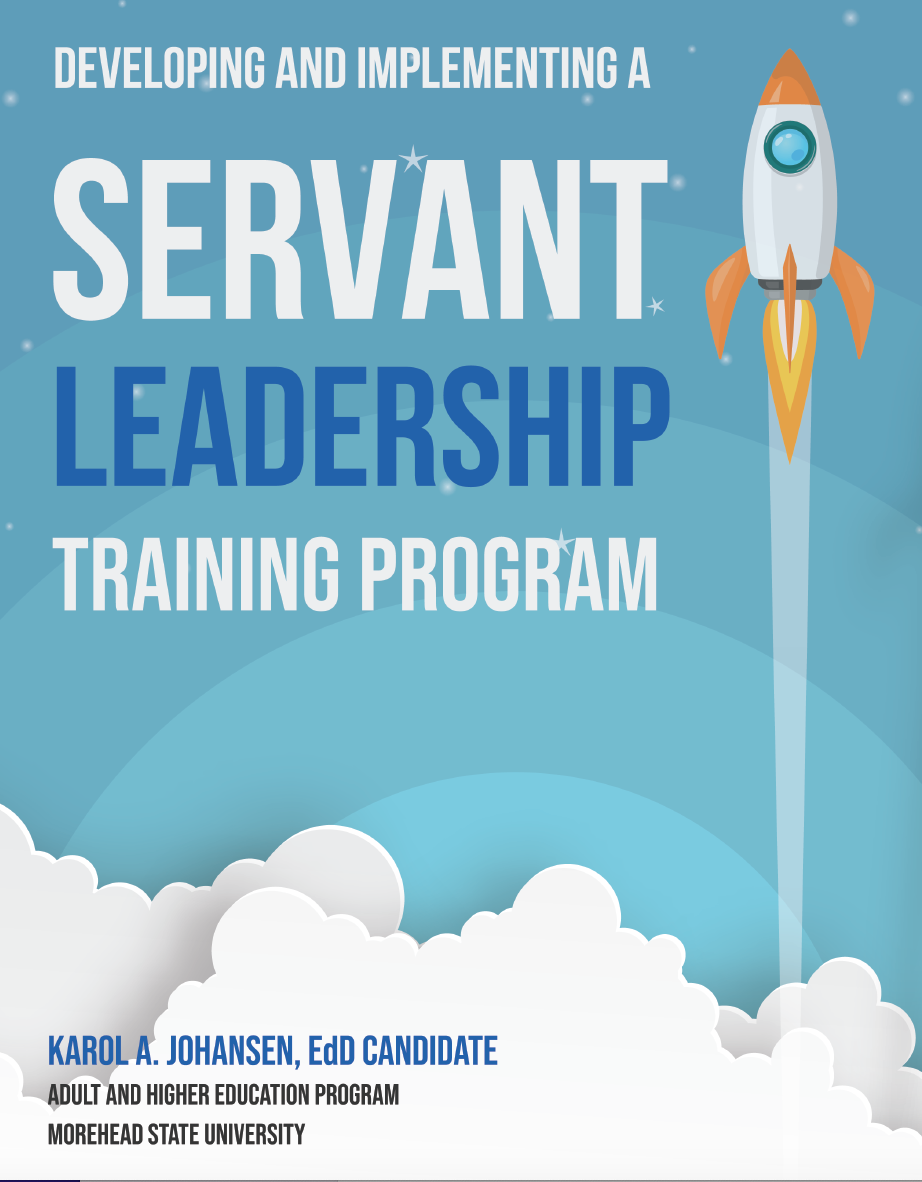 DEVELOPING AND IMPLEMENTING A
SERVANT
LEADERSHIP
TRAINING PROGRAM
KAROL A. JOHANSEN, EdD CANDIDATE
ADULT AND HIGHER EDUCATION PROGRAM
MOREHEAD STATE UNIVERSITY